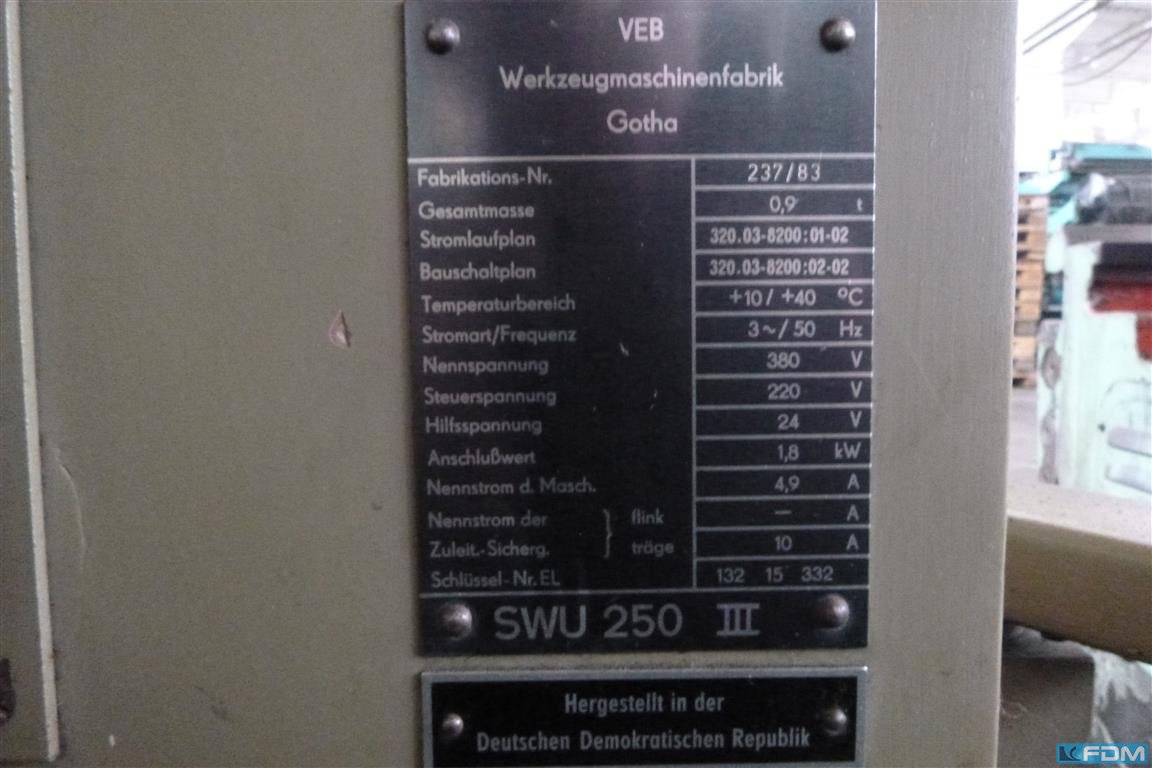 VEB
Werkzeugmaschinenfabrik
Gotha
Fabrikations-Nr. 237/83
Gesamtmasse 0,9 t
Stromlaufplan 320.03-8200:01-02
Bauschaltplan 320.03-8200:02-02
Temperaturbereich +10/ +40 °C
Stromart/Frequenz 3~/ 50 Hz
Nennspannung 380 V
Steuerspannung 220 V
Hilfsspannung 24 V
Anschlußwert 1,8 kW
Nennstrom d. Masch. 4,9 A
Nennstrom der } flink — A
Zuleit.-Sicherg. träge 10 A
Schlüssel-Nr. EL 132 15 332
SWU 250 III
Hergestellt in der
Deutschen Demokratischen Republik
FDM